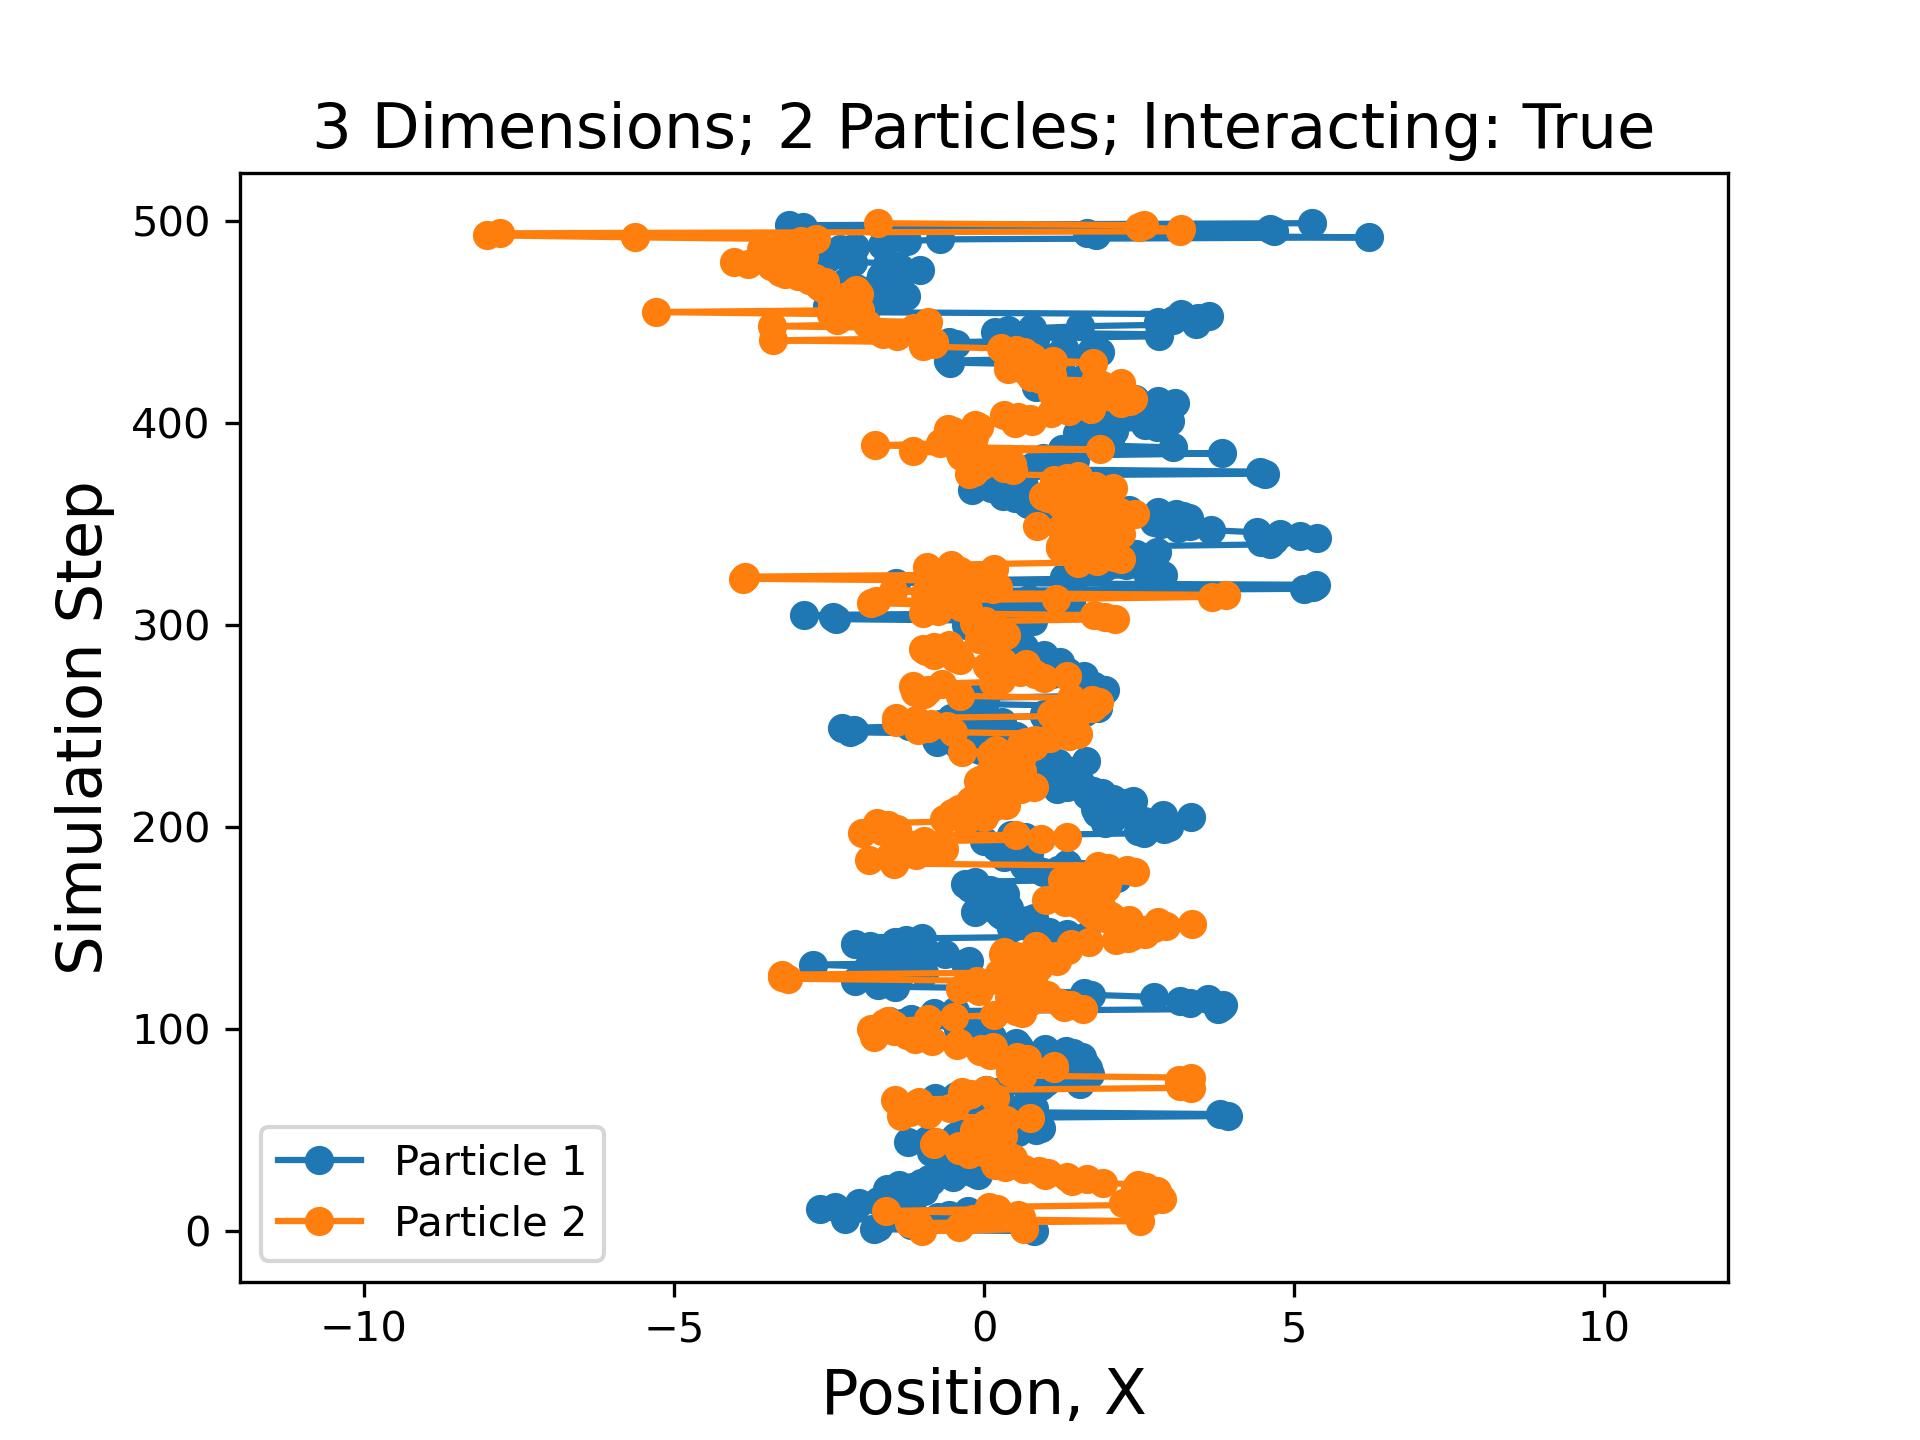 3 Dimensions; 2 Particles; Interacting: True
Simulation Step
500
400
300
200
100
0
Particle 1
Particle 2
−10
−5
0
5
10
Position, X